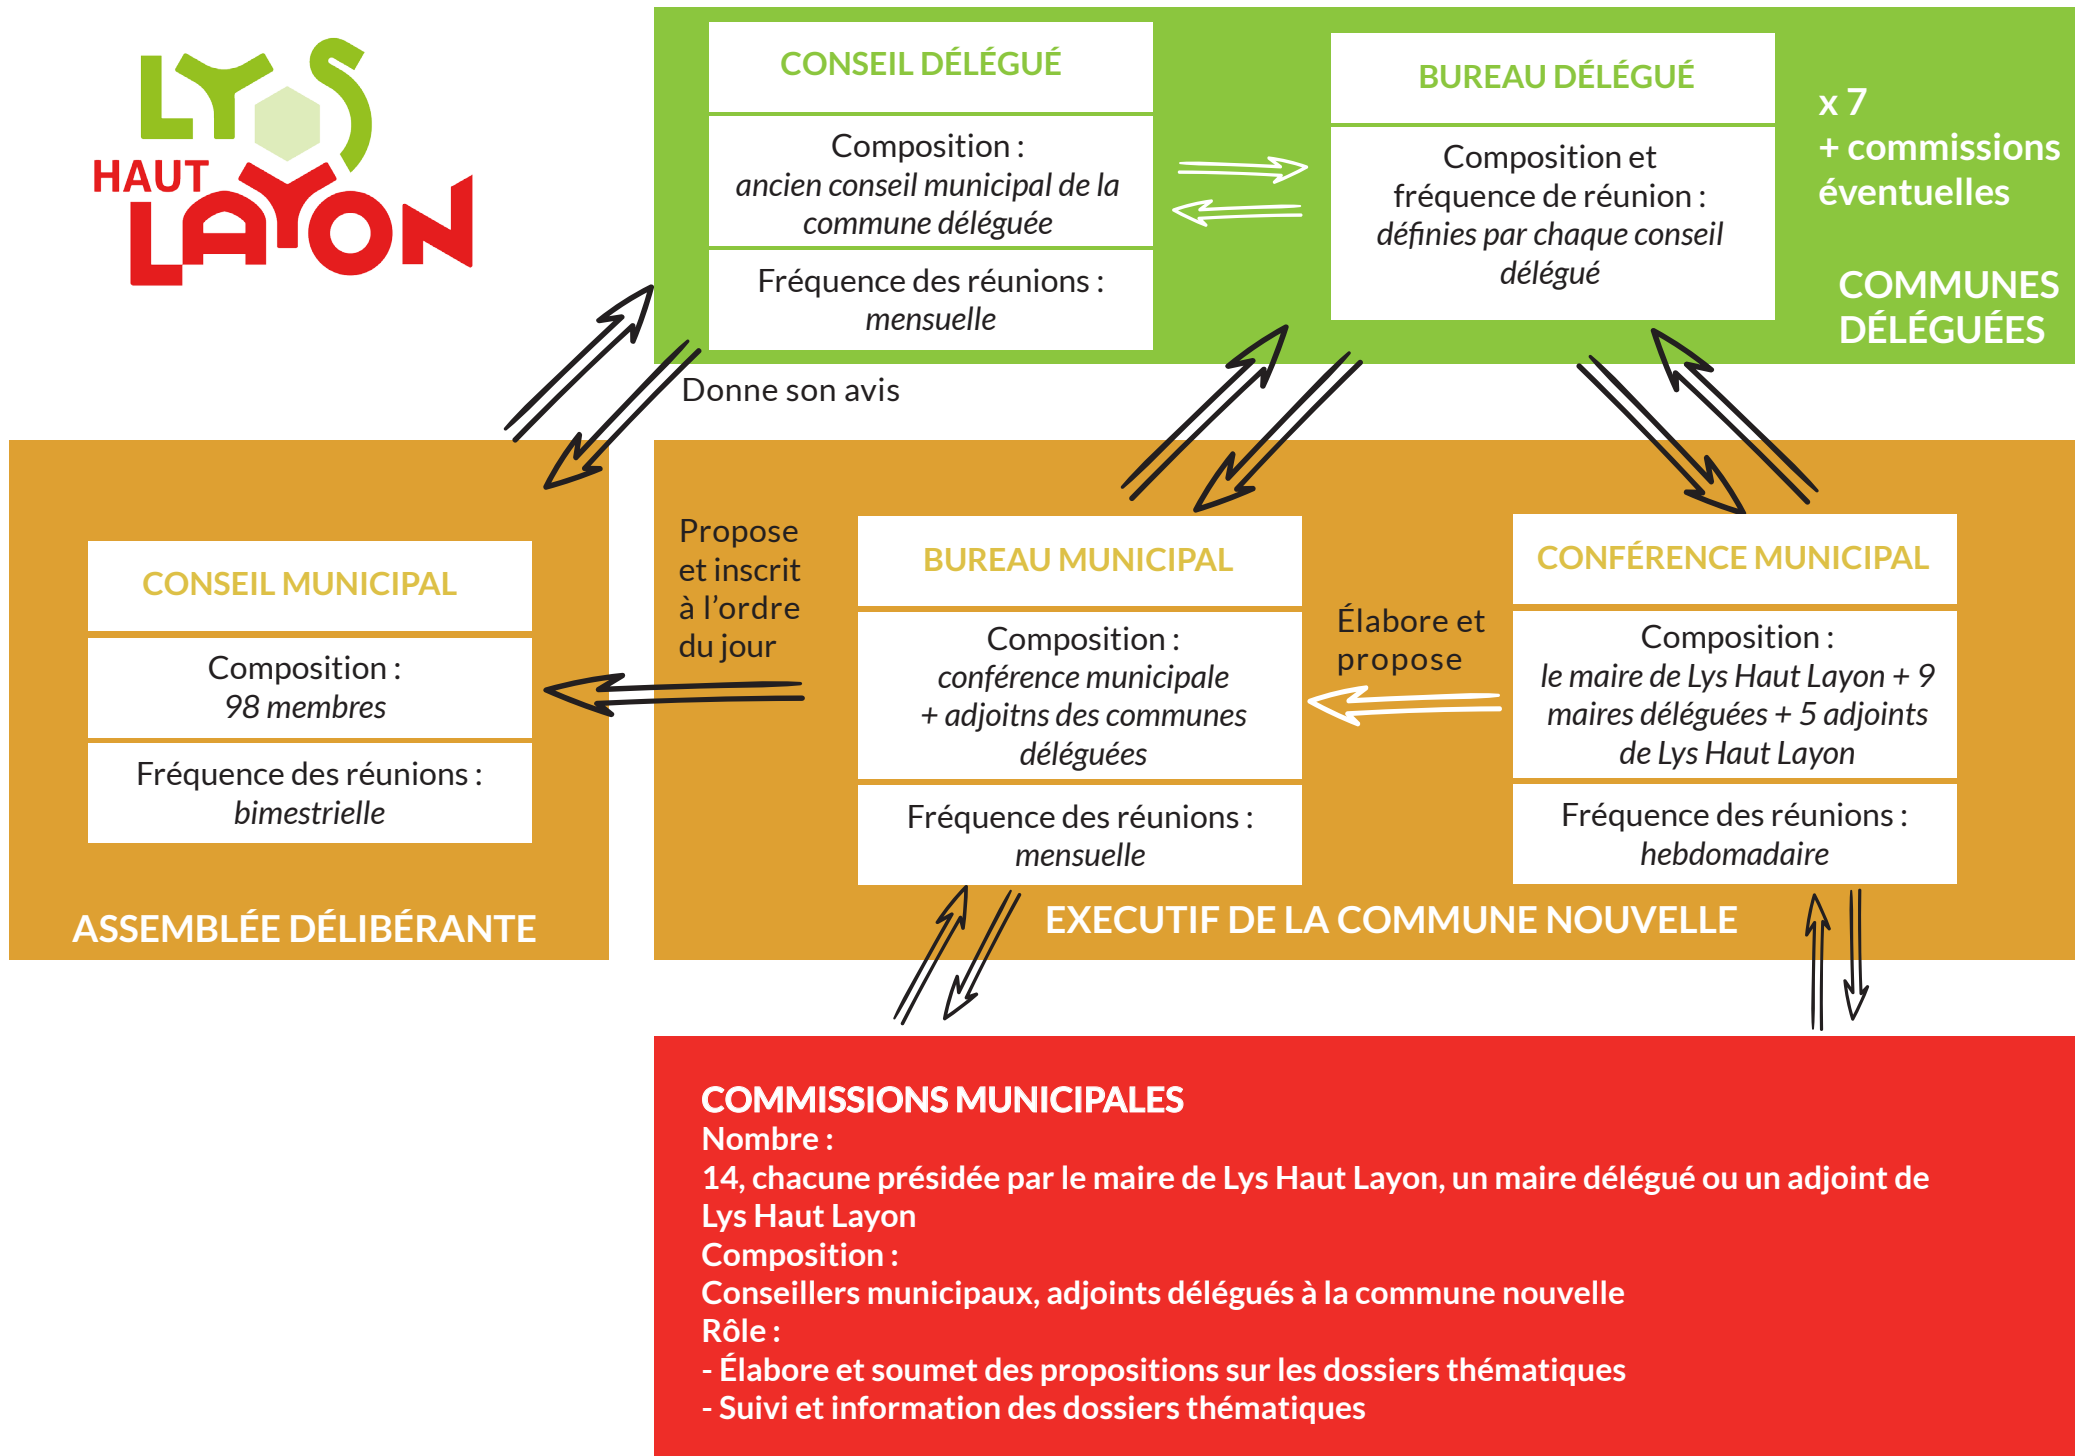 LYS
HAUT
LAYON
CONSEIL DÉLÉGUÉ
Composition :
ancien conseil municipal de la
commune déléguée
Fréquence des réunions :
mensuelle
BUREAU DÉLÉGUÉ
Composition et
fréquence de réunion :
définies par chaque conseil
délégué
x 7
+ commissions
éventuelles
COMMUNES
DÉLÉGUÉES
Donne son avis
CONSEIL MUNICIPAL
Composition :
98 membres
Fréquence des réunions :
bimestrielle
ASSEMBLÉE DÉLIBÉRANTE
Propose
et inscrit
à l’ordre
du jour
BUREAU MUNICIPAL
Composition :
conférence municipale
+ adjoitns des communes
déléguées
Fréquence des réunions :
mensuelle
Élabore et
propose
CONFÉRENCE MUNICIPAL
Composition :
le maire de Lys Haut Layon + 9
maires déléguées + 5 adjoints
de Lys Haut Layon
Fréquence des réunions :
hebdomadaire
EXECUTIF DE LA COMMUNE NOUVELLE
COMMISSIONS MUNICIPALES
Nombre :
14, chacune présidée par le maire de Lys Haut Layon, un maire délégué ou un adjoint de
Lys Haut Layon
Composition :
Conseillers municipaux, adjoints délégués à la commune nouvelle
Rôle :
- Élabore et soumet des propositions sur les dossiers thématiques
- Suivi et information des dossiers thématiques